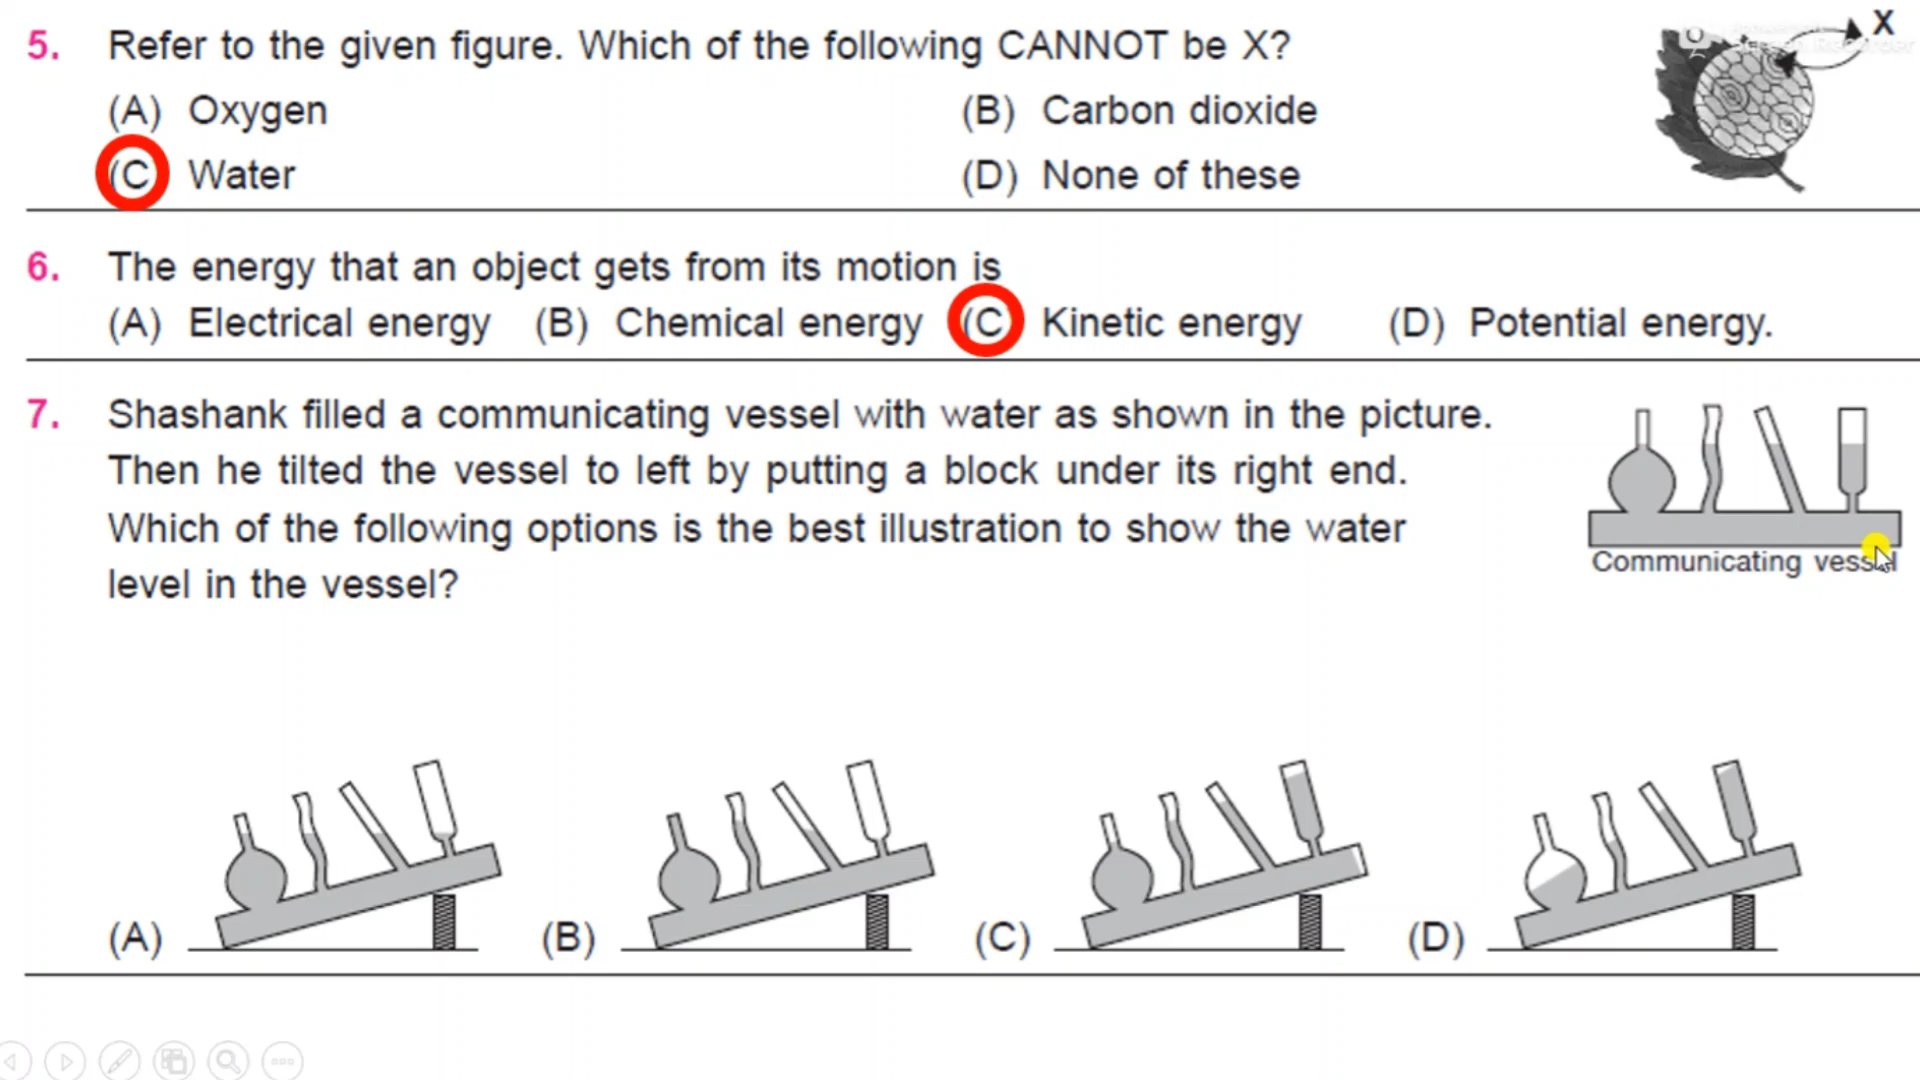 5. Refer to the given figure. Which of the following CANNOT be X?
X
(A) Oxygen (B) Carbon dioxide
(C Water (D) None of these
6. The energy that an object gets from its motion is
(A) Electrical energy (B) Chemical energy (C Kinetic energy (D) Potential energy.
7. Shashank filled a communicating vessel with water as shown in the picture.
Then he tilted the vessel to left by putting a block under its right end.
Which of the following options is the best illustration to show the water
level in the vessel?
Communicating vessel
(A) (B) (C) (D)